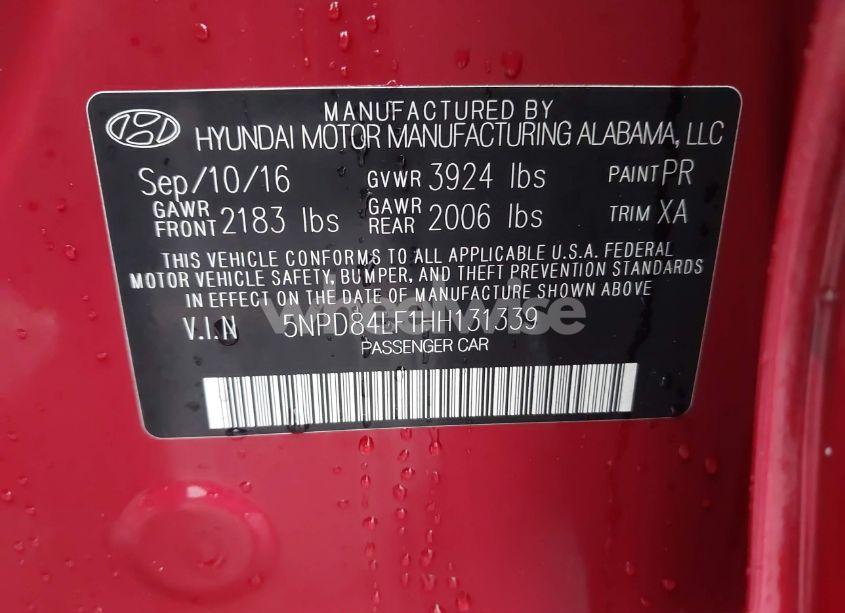 MANUFACTURED BY
HYUNDAI MOTOR MANUFACTURING ALABAMA, LLC
Sep/10/16 GVWR 3924 lbs PAINT PR
GAWR FRONT 2183 lbs GAWR REAR 2006 lbs TRIM XA
THIS VEHICLE CONFORMS TO ALL APPLICABLE U.S.A. FEDERAL
MOTOR VEHICLE SAFETY, BUMPER, AND THEFT PREVENTION STANDARDS
IN EFFECT ON THE DATE OF MANUFACTURE SHOWN ABOVE
V.I.N 5NPD84LF1HH131339
PASSENGER CAR
wheelwise